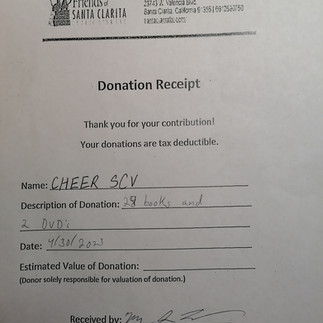 Friends of
SANTA CLARITA
Donation Receipt
Thank you for your contribution!
Your donations are tax deductible.
Name: CHEER SCV
Description of Donation: 28 books and
2 DVD's
Date: 4/30/2023
Estimated Value of Donation:
(Donor solely responsible for valuation of donation.)
Received by: